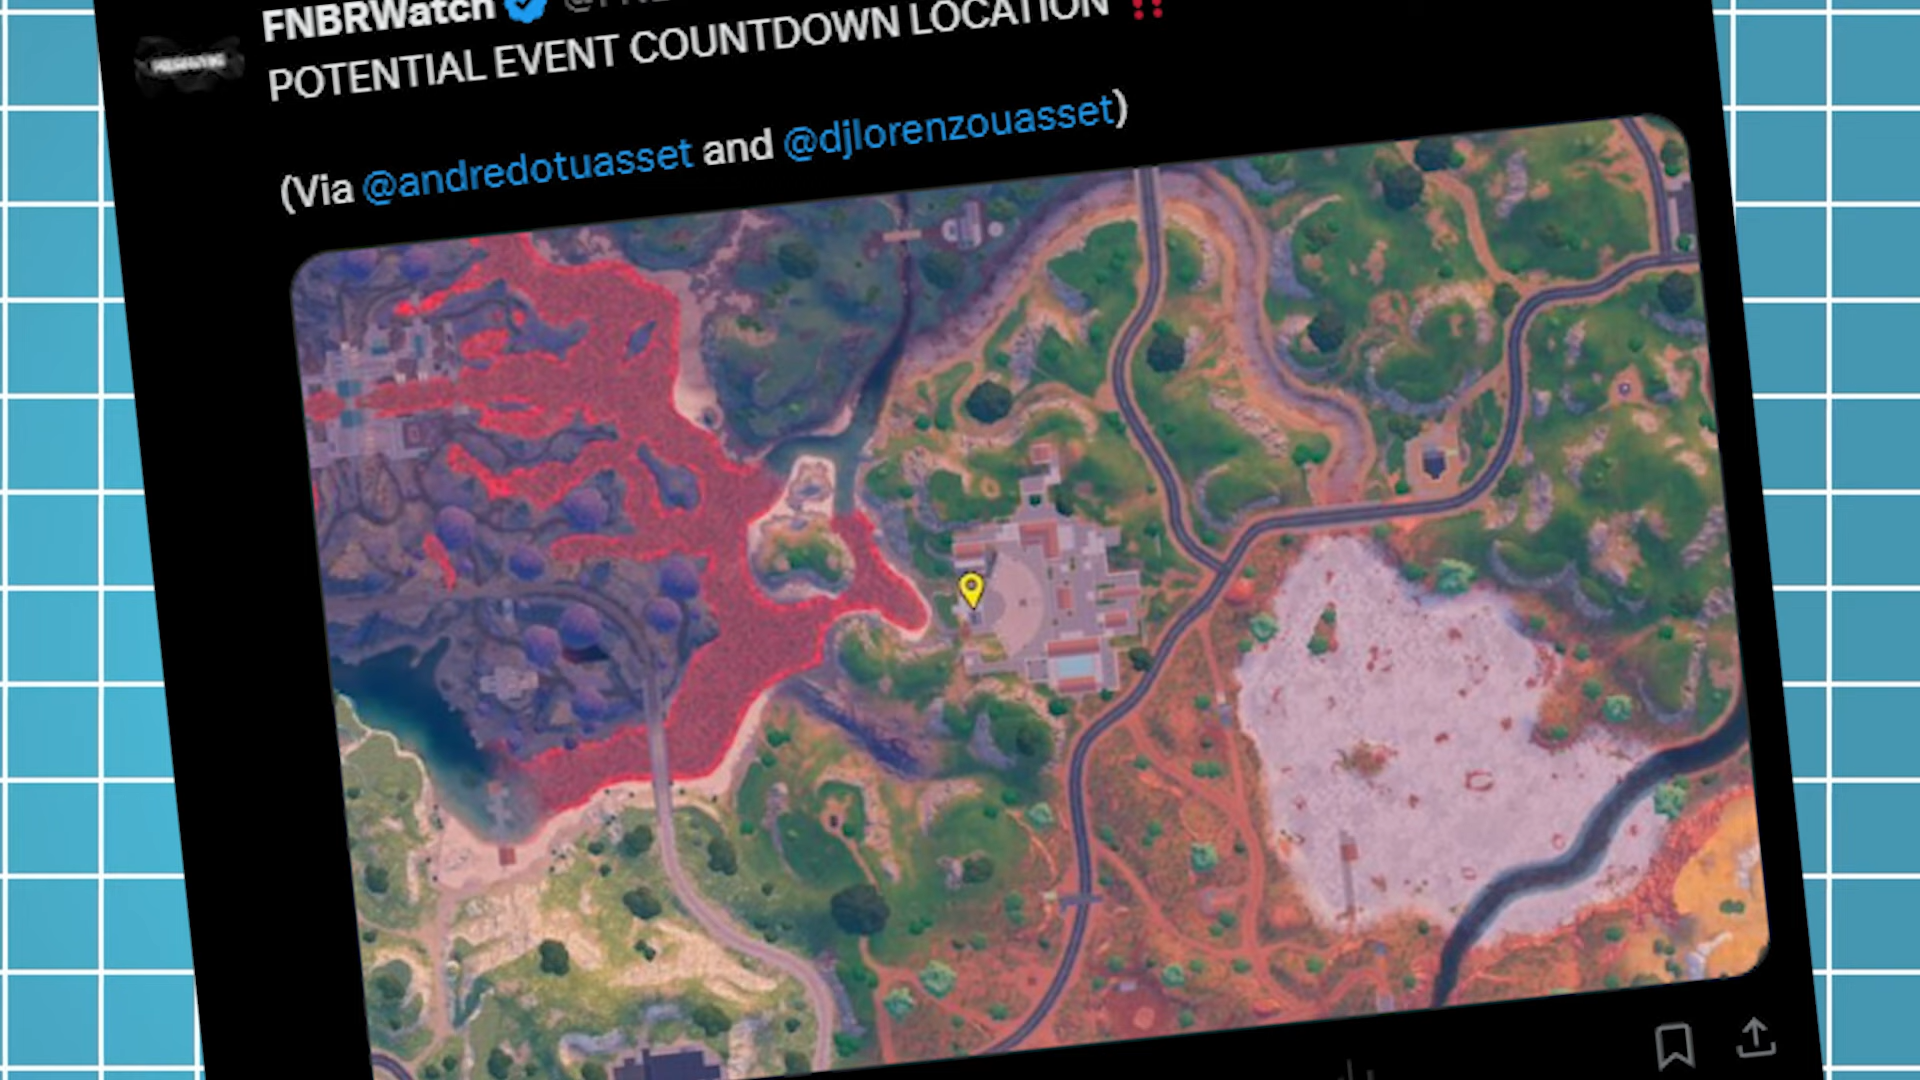 FNBRWatch
POTENTIAL EVENT COUNTDOWN LOCATION ‼
(Via @andredotuasset and @djlorenzouasset)